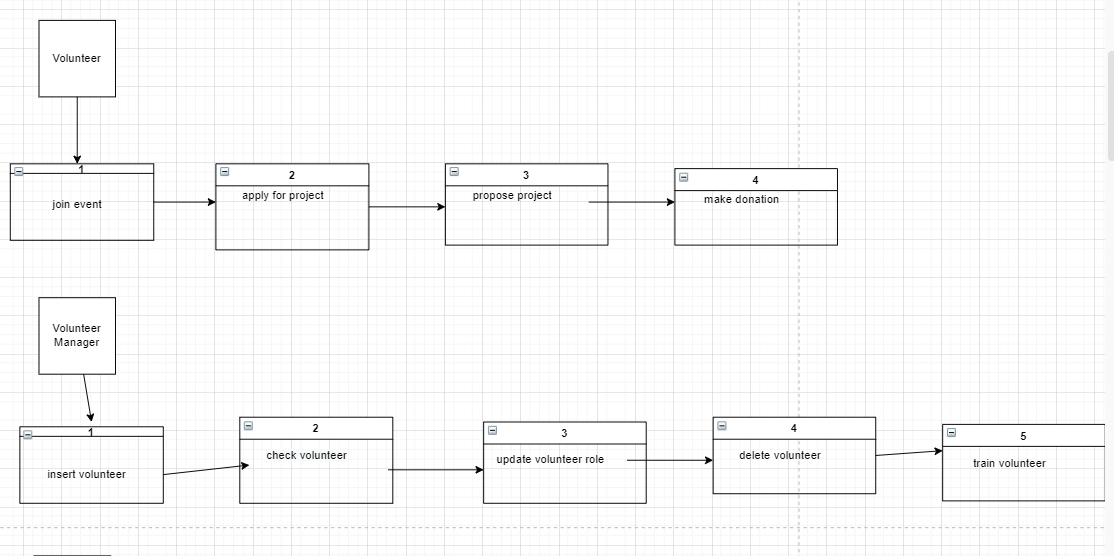 Volunteer
1
join event
2
apply for project
3
propose project
4
make donation
Volunteer
Manager
1
insert volunteer
2
check volunteer
3
update volunteer role
4
delete volunteer
5
train volunteer